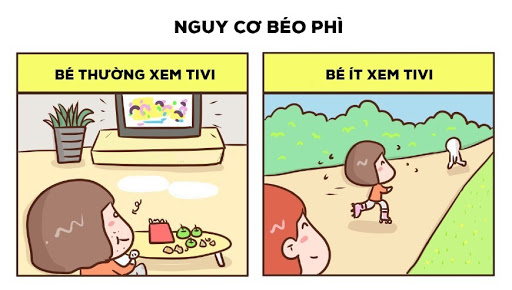 NGUY CƠ BÉO PHÌ
BÉ THƯỜNG XEM TIVI
BÉ ÍT XEM TIVI